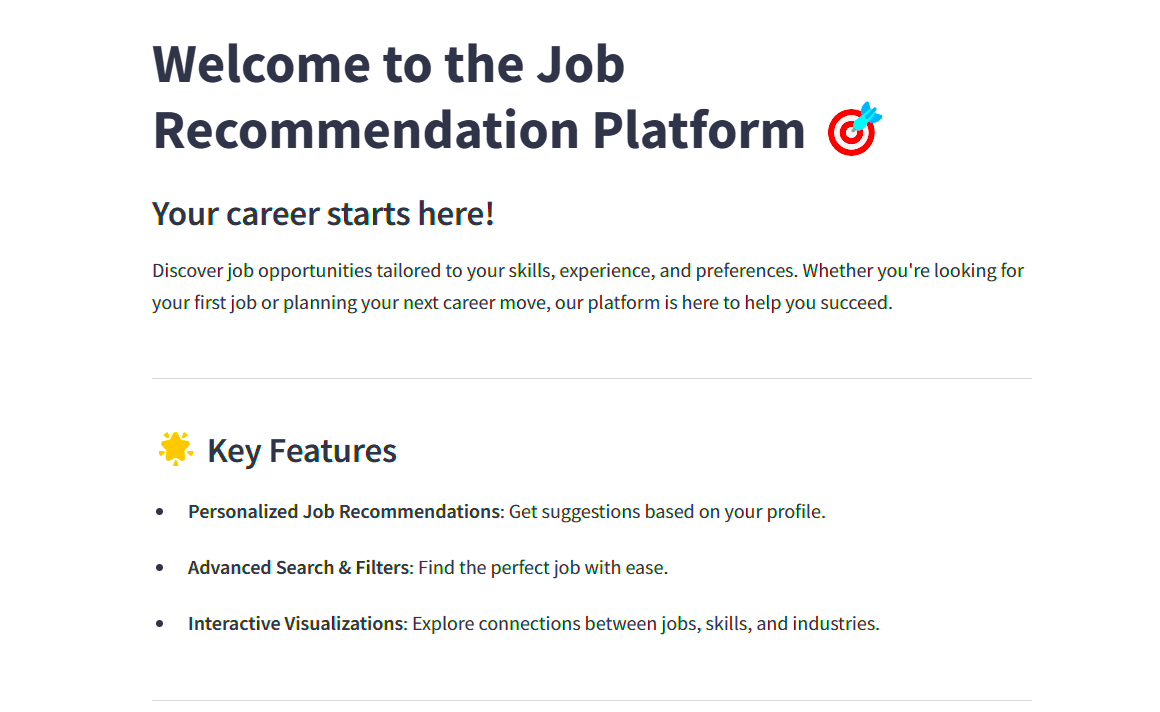 Welcome to the Job
Recommendation Platform 🎯
Your career starts here!
Discover job opportunities tailored to your skills, experience, and preferences. Whether you're looking for
your first job or planning your next career move, our platform is here to help you succeed.
🌟 Key Features
• Personalized Job Recommendations: Get suggestions based on your profile.
• Advanced Search & Filters: Find the perfect job with ease.
• Interactive Visualizations: Explore connections between jobs, skills, and industries.